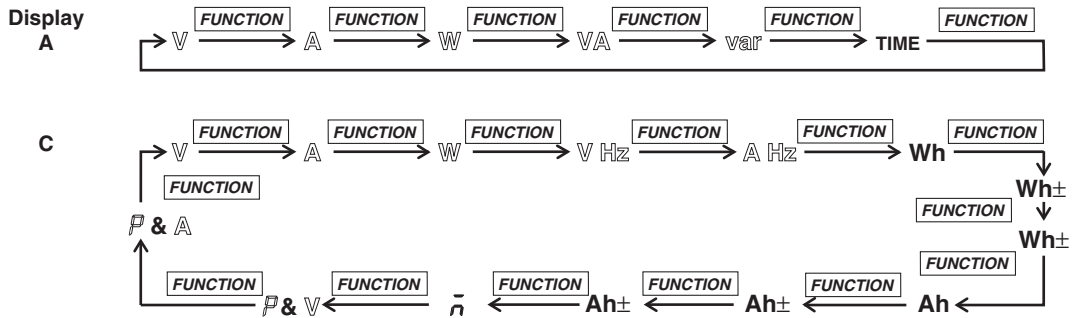 Display
FUNCTION FUNCTION FUNCTION FUNCTION FUNCTION FUNCTION
A V A W VA var TIME
C FUNCTION FUNCTION FUNCTION FUNCTION FUNCTION FUNCTION
V A W V Hz A Hz Wh
FUNCTION Wh±
FUNCTION
P & A Wh±
FUNCTION
FUNCTION FUNCTION FUNCTION FUNCTION FUNCTION
P & V n̄ Ah± Ah± Ah